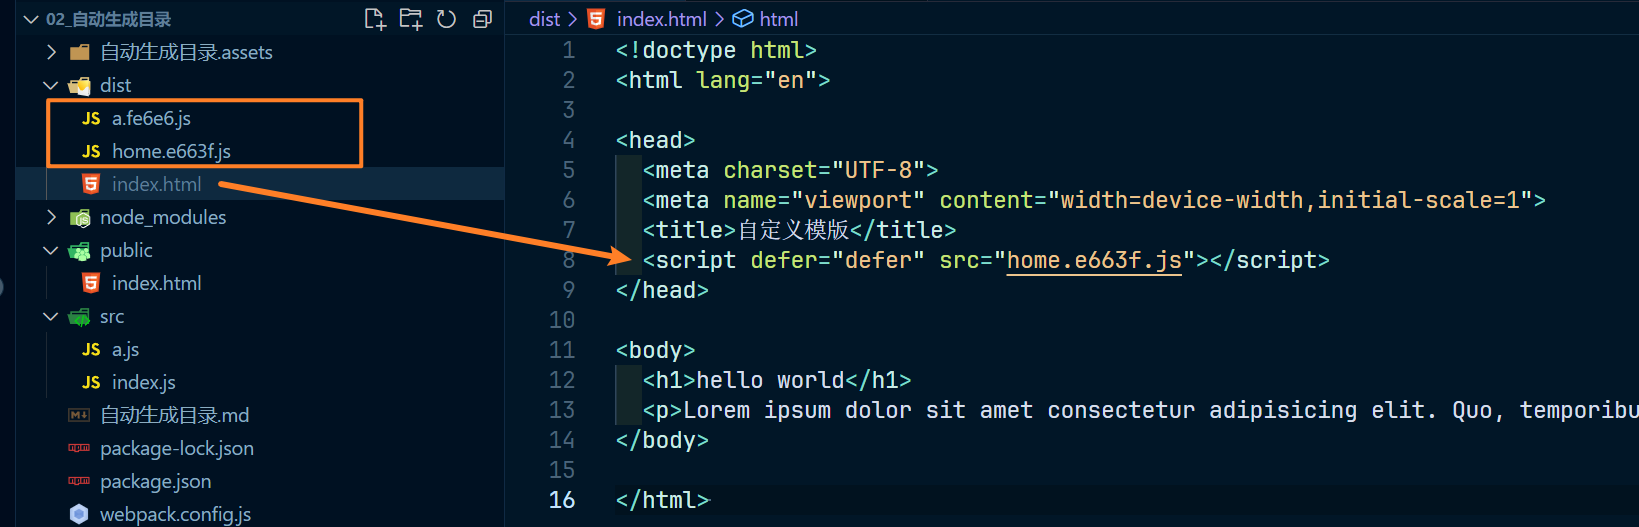 02_自动生成目录
自动生成目录.assets
dist
JS a.fe6e6.js
JS home.e663f.js
index.html
node_modules
public
index.html
src
JS a.js
JS index.js
自动生成目录.md
package-lock.json
package.json
webpack.config.js
dist > index.html > html
1 <!doctype html>
2 <html lang="en">
3
4 <head>
5 <meta charset="UTF-8">
6 <meta name="viewport" content="width=device-width,initial-scale=1">
7 <title>自定义模版</title>
8 <script defer="defer" src="home.e663f.js"></script>
9 </head>
10
11 <body>
12 <h1>hello world</h1>
13 <p>Lorem ipsum dolor sit amet consectetur adipisicing elit. Quo, temporibu
14 </body>
15
16 </html>